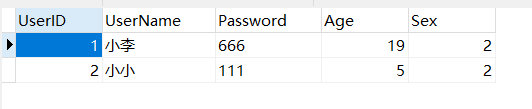 UserID UserName Password Age Sex
1 小李 666 19 2
2 小小 111 5 2